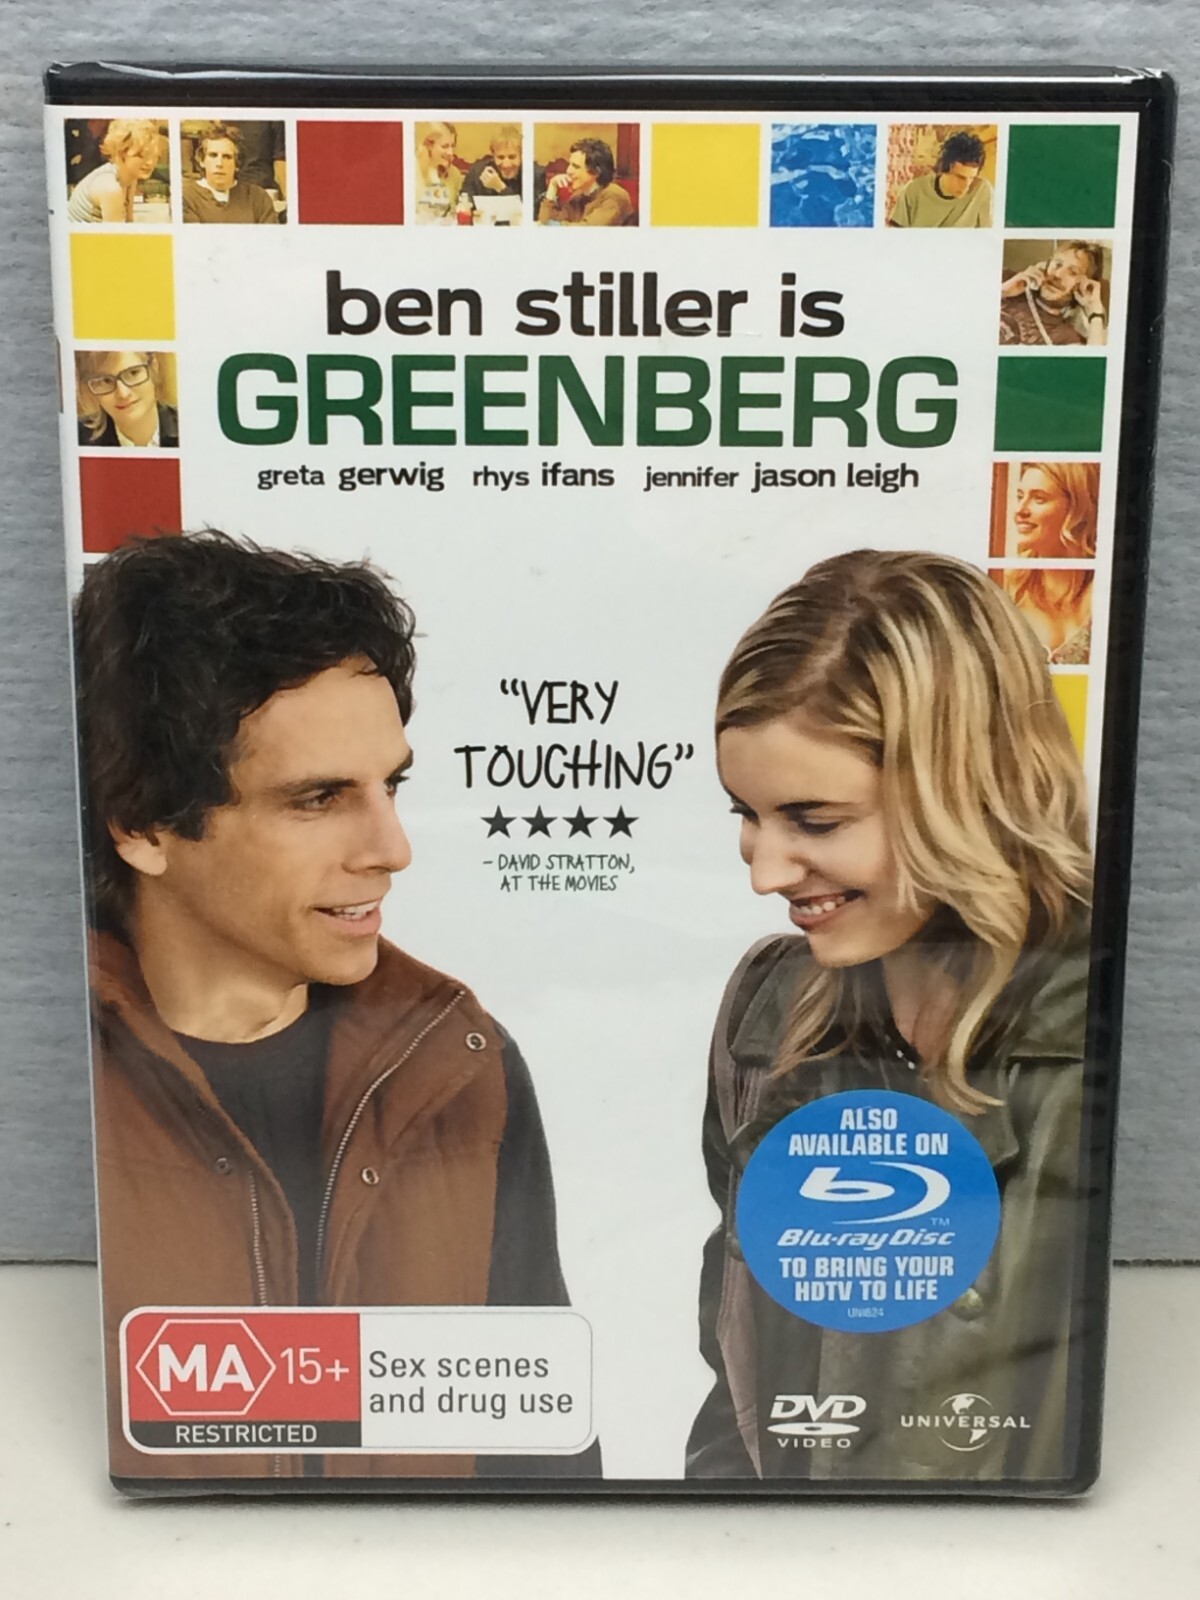 ben stiller is
GREENBERG
greta gerwig rhys ifans jennifer jason leigh
"VERY
TOUCHING"
★★★★
- DAVID STRATTON,
AT THE MOVIES
ALSO
AVAILABLE ON
Blu-ray Disc™
TO BRING YOUR
HDTV TO LIFE
UNI624
MA 15+
RESTRICTED
Sex scenes
and drug use
DVD
VIDEO
UNIVERSAL